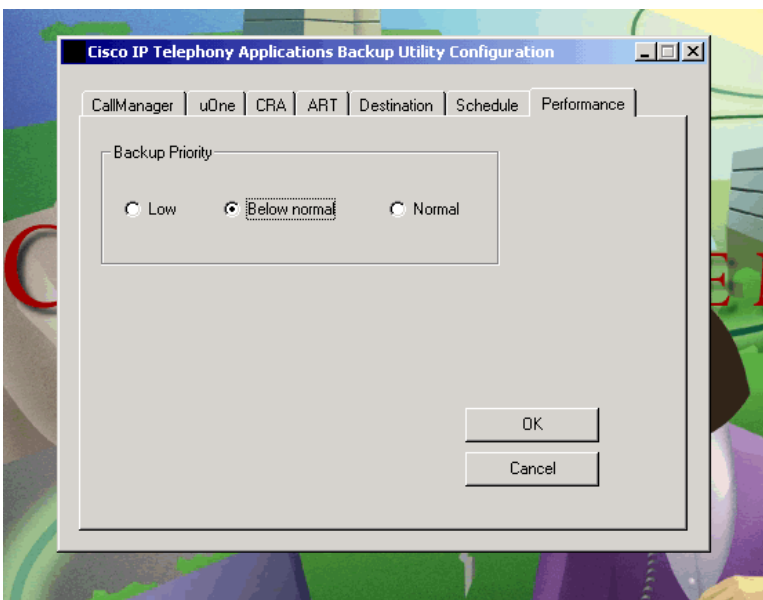 Cisco IP Telephony Applications Backup Utility Configuration
CallManager uOne CRA ART Destination Schedule Performance
Backup Priority
Low Below normal Normal
OK
Cancel